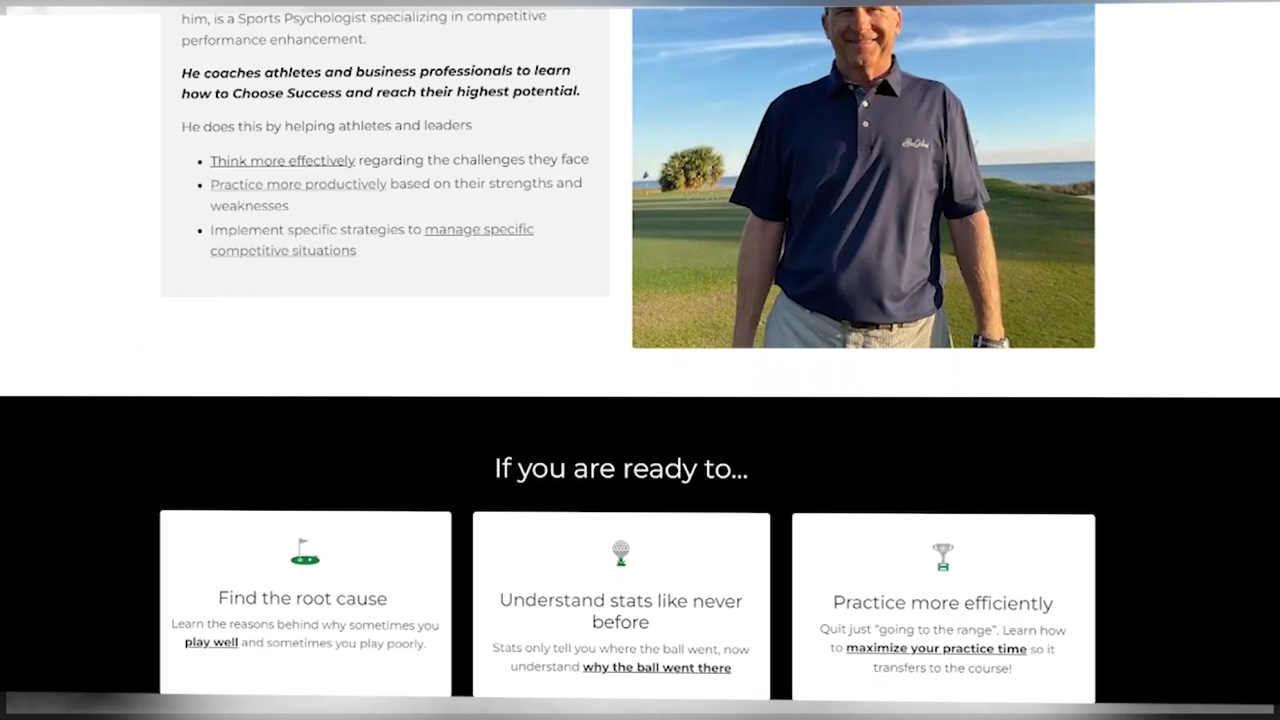 him, is a Sports Psychologist specializing in competitive
performance enhancement.
He coaches athletes and business professionals to learn
how to Choose Success and reach their highest potential.
He does this by helping athletes and leaders
• Think more effectively regarding the challenges they face
• Practice more productively based on their strengths and
weaknesses
• Implement specific strategies to manage specific
competitive situations
If you are ready to...
Find the root cause
Learn the reasons behind why sometimes you
play well and sometimes you play poorly.
Understand stats like never
before
Stats only tell you where the ball went, now
understand why the ball went there
Practice more efficiently
Quit just "going to the range". Learn how
to maximize your practice time so it
transfers to the course!